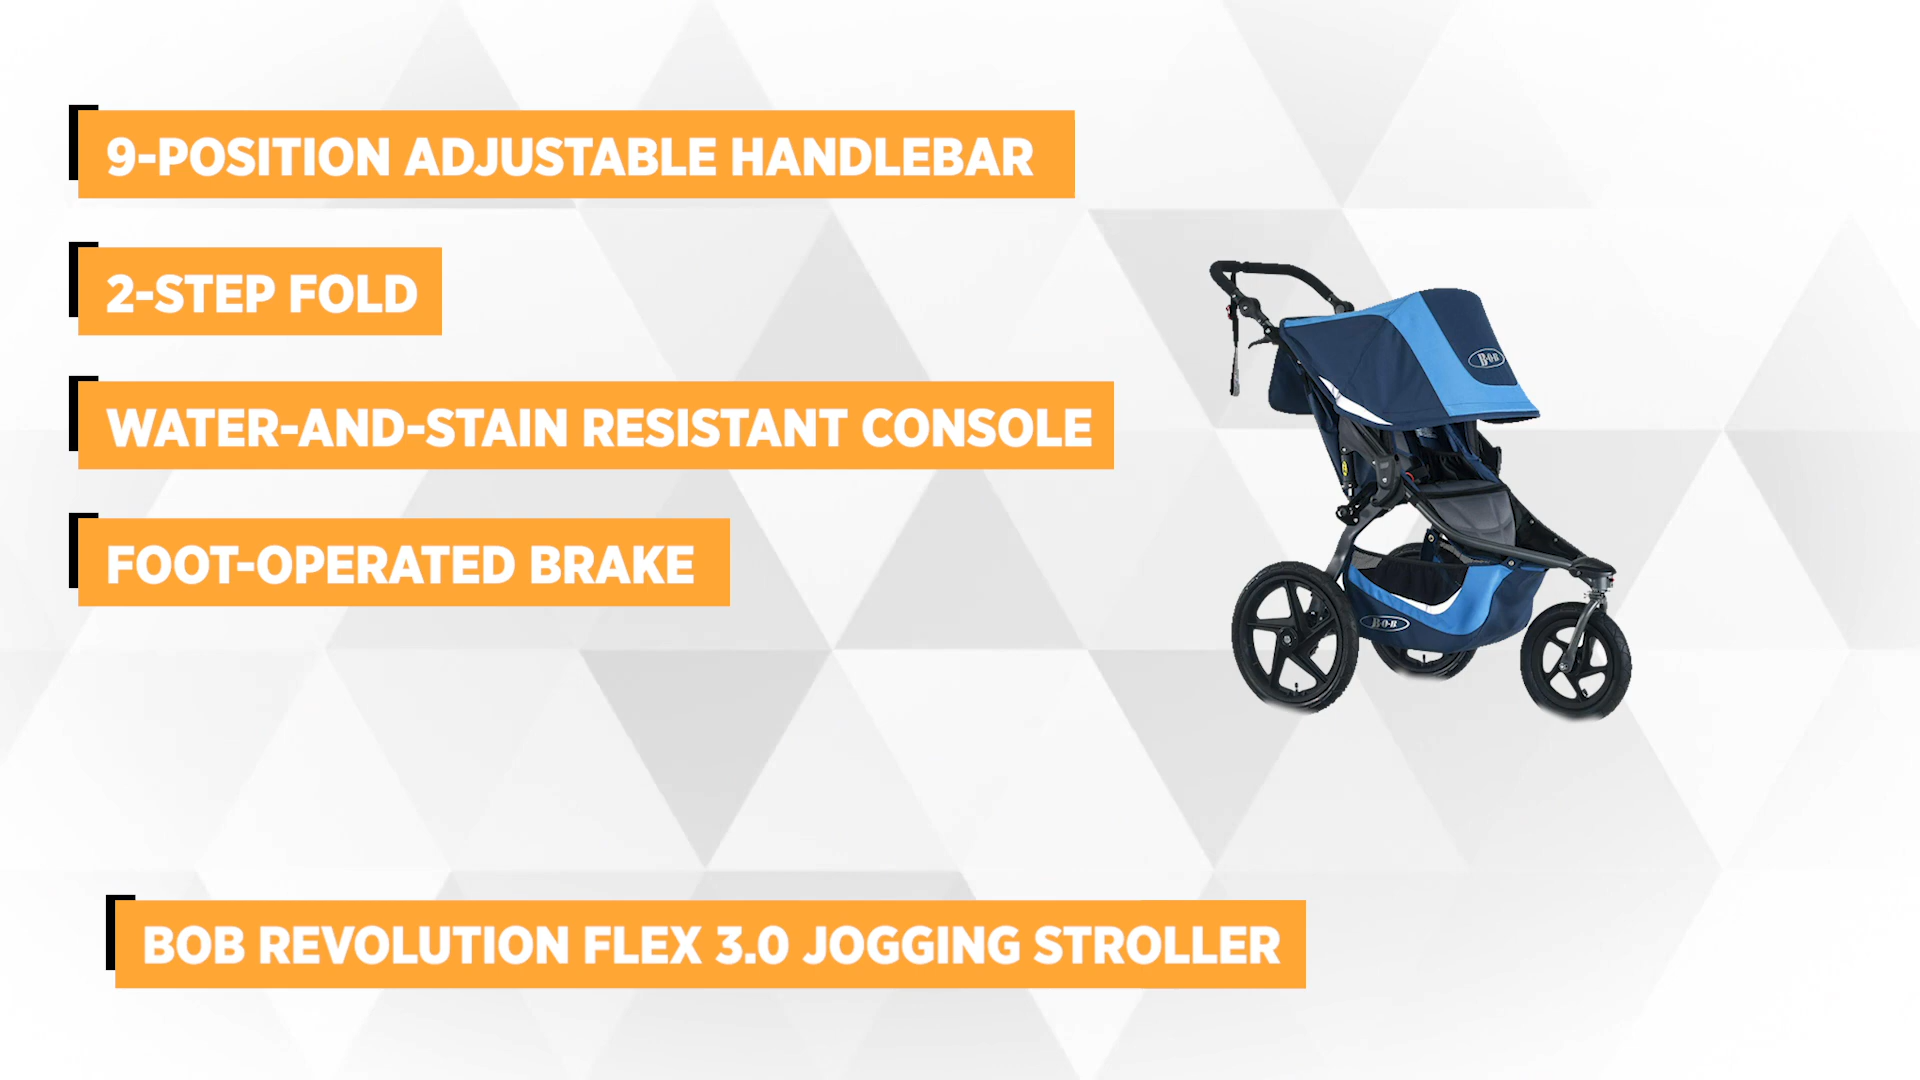 9-POSITION ADJUSTABLE HANDLEBAR
2-STEP FOLD
WATER-AND-STAIN RESISTANT CONSOLE
FOOT-OPERATED BRAKE
B·O·B
B·O·B
BOB REVOLUTION FLEX 3.0 JOGGING STROLLER